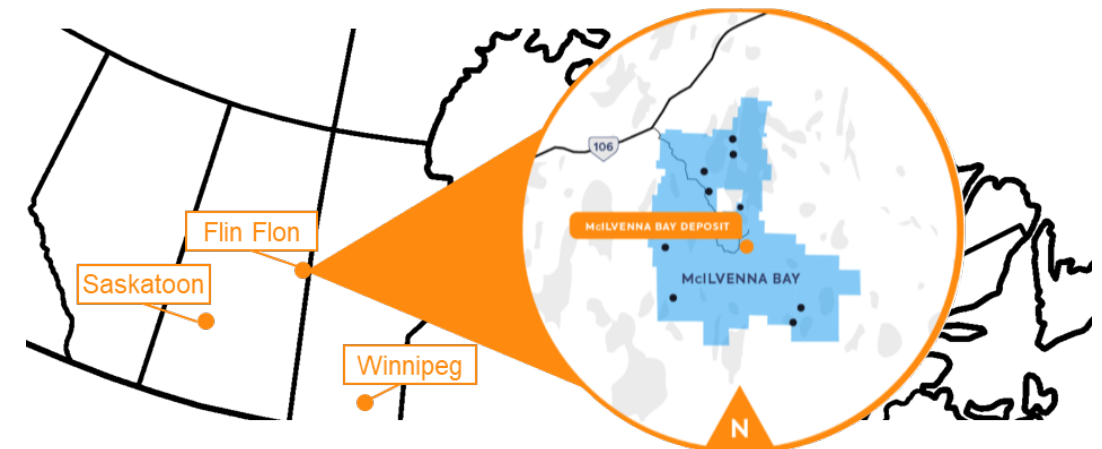 106
Flin Flon
McILVENNA BAY DEPOSIT
Saskatoon
McILVENNA BAY
Winnipeg
N